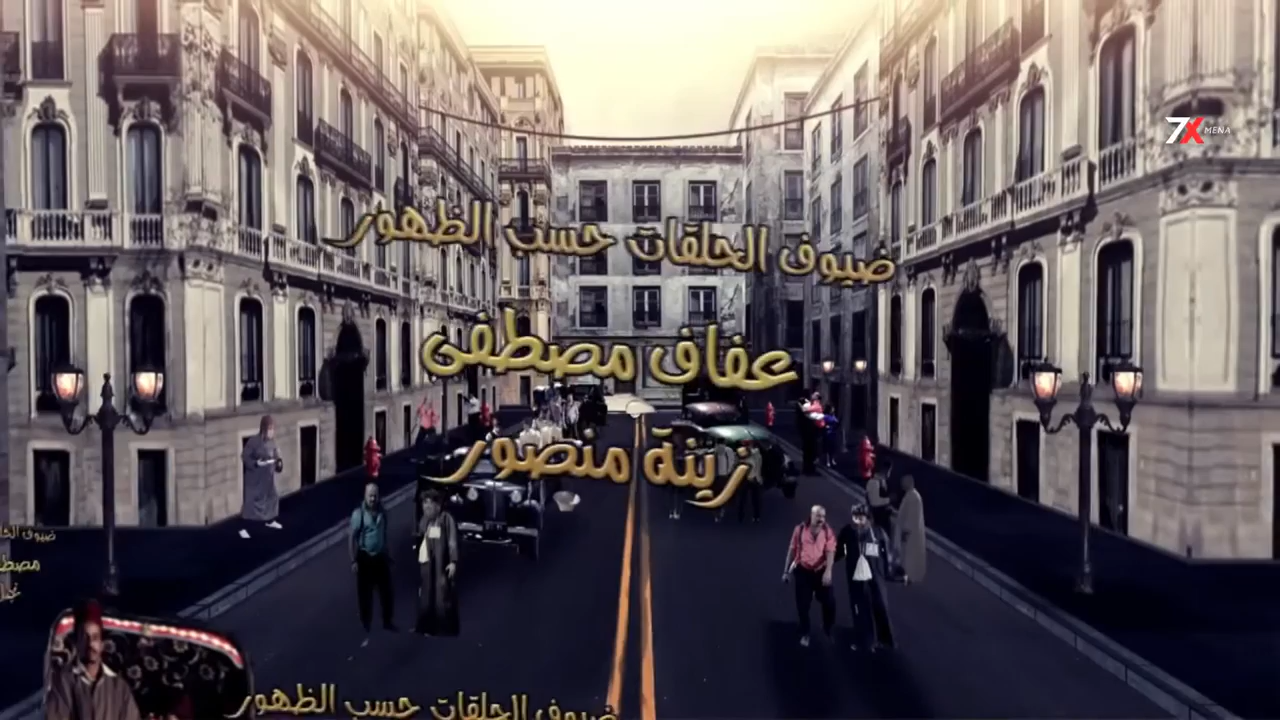 7X MENA
ضيوف الحلقات حسب الظهور
عفاف مصطفى
زينة منصور
ضيوف الحلقات حسب الظهور